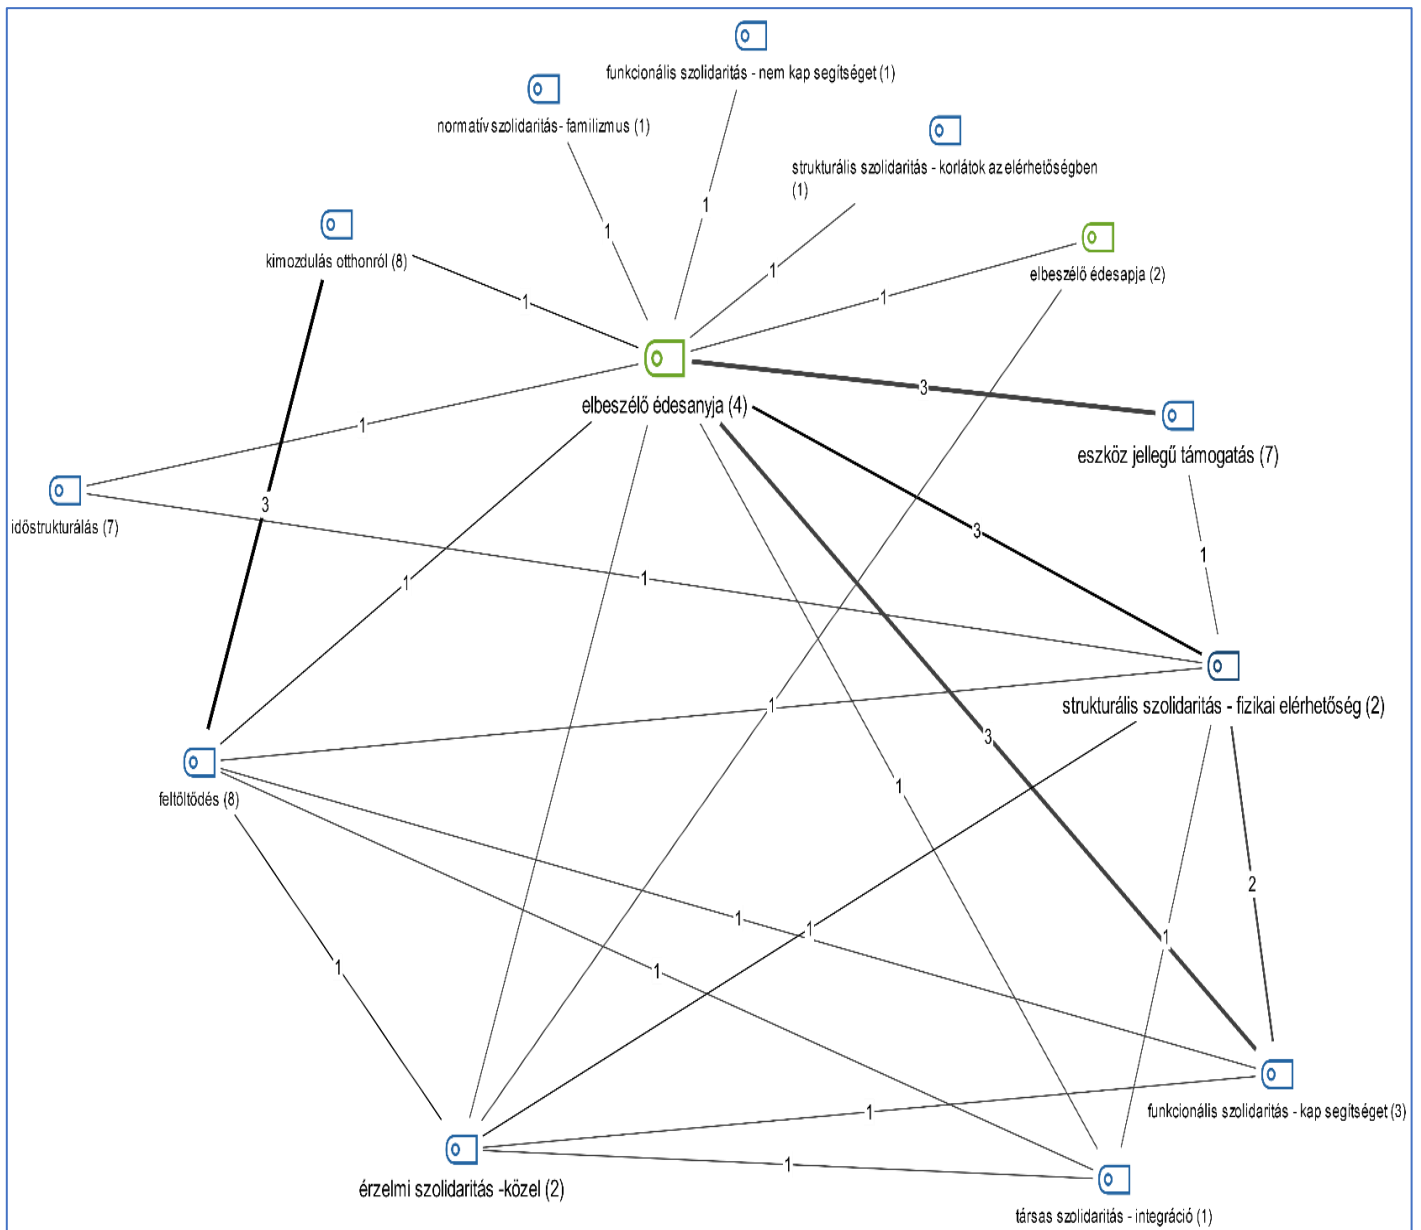 funkcionális szolidaritás - nem kap segítséget (1)
normatív szolidaritás- familizmus (1)
strukturális szolidaritás - korlátok az elérhetőségben
(1)
1
1
kimozdulás otthonról (8)
elbeszélő édesapja (2)
1
1
1
3
elbeszélő édesanyja (4)
1
eszköz jellegű támogatás (7)
3
időstrukturálás (7)
3
1
1
1
strukturális szolidaritás - fizikai elérhetőség (2)
1
3
feltöltődés (8)
1
2
1
1
1
1
1
funkcionális szolidaritás - kap segítséget (3)
1
1
érzelmi szolidaritás -közel (2)
társas szolidaritás - integráció (1)